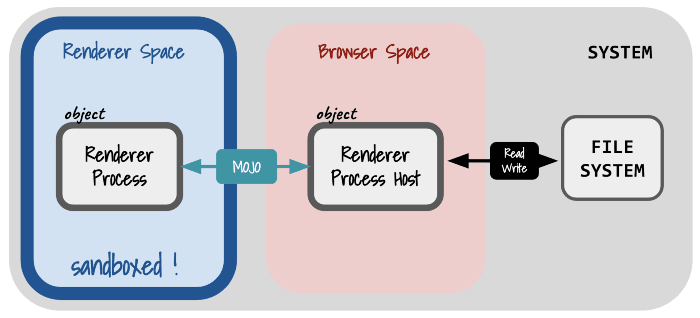 Renderer Space
Browser Space
SYSTEM
object
object
Renderer
Process
MOJO
Renderer
Process Host
Read
Write
FILE
SYSTEM
sandboxed !